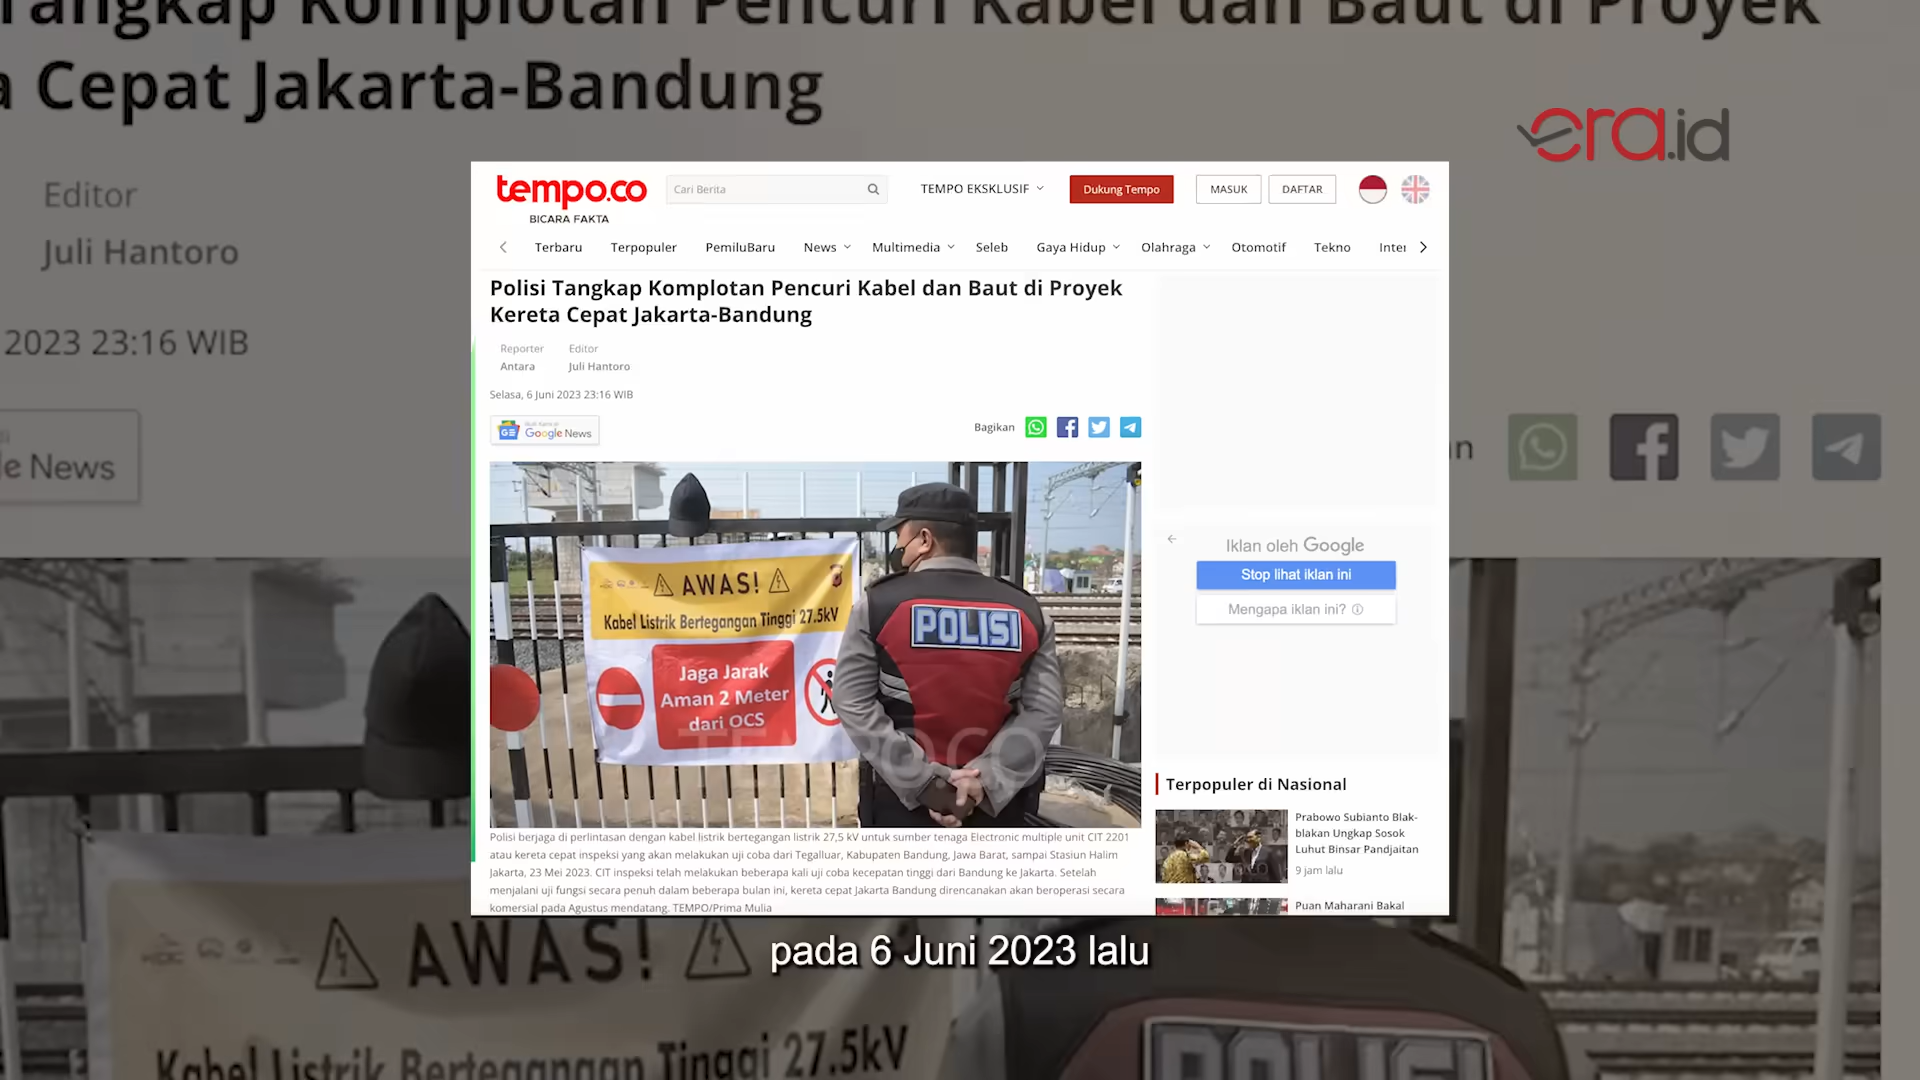 Tangkap Komplotan Pencuri Kabel dan Baut di Proyek
a Cepat Jakarta-Bandung
era.id
Editor
Juli Hantoro
2023 23:16 WIB
le News
an
tempo.co
BICARA FAKTA
Cari Berita
TEMPO EKSKLUSIF
Dukung Tempo
MASUK
DAFTAR
Terbaru
Terpopuler
PemiluBaru
News
Multimedia
Seleb
Gaya Hidup
Olahraga
Otomotif
Tekno
Inter
Polisi Tangkap Komplotan Pencuri Kabel dan Baut di Proyek
Kereta Cepat Jakarta-Bandung
Reporter
Antara
Editor
Juli Hantoro
Selasa, 6 Juni 2023 23:16 WIB
GE
Google News
Bagikan
AWAS!
Kabel Listrik Bertegangan Tinggi 27.5kV
Jaga Jarak
Aman 2 Meter
dari OCS
POLISI
TEMPO.CO
Polisi berjaga di perlintasan dengan kabel listrik bertegangan listrik 27,5 kV untuk sumber tenaga Electronic multiple unit CIT 2201
atau kereta cepat inspeksi yang akan melakukan uji coba dari Tegalluar, Kabupaten Bandung, Jawa Barat, sampai Stasiun Halim
Jakarta, 23 Mei 2023. CIT inspeksi telah melakukan beberapa kali uji coba kecepatan tinggi dari Bandung ke Jakarta. Setelah
menjalani uji fungsi secara penuh dalam beberapa bulan ini, kereta cepat Jakarta Bandung direncanakan akan beroperasi secara
komersial pada Agustus mendatang. TEMPO/Prima Mulia
Iklan oleh Google
Stop lihat iklan ini
Mengapa iklan ini?
Terpopuler di Nasional
Prabowo Subianto Blak-
blakan Ungkap Sosok
Luhut Binsar Pandjaitan
9 jam lalu
Puan Maharani Bakal
pada 6 Juni 2023 lalu
AWAS!
Kabel Listrik Bertegangan Tinggi 27.5kV
POLISI